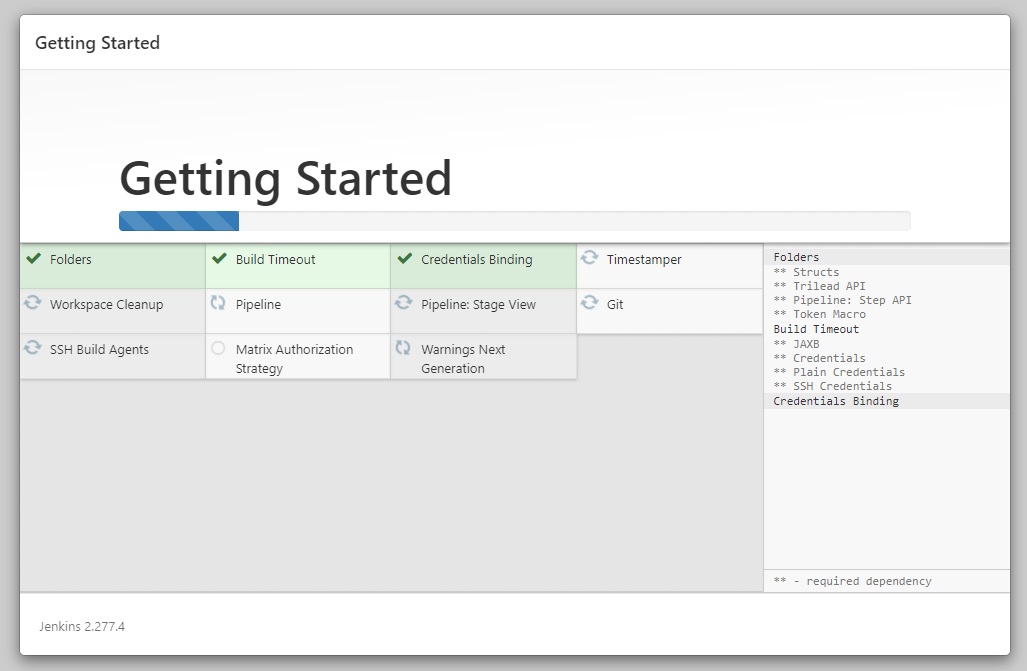 Getting Started
Getting Started
Folders
Build Timeout
Credentials Binding
Timestamper
Workspace Cleanup
Pipeline
Pipeline: Stage View
Git
SSH Build Agents
Matrix Authorization
Strategy
Warnings Next
Generation
Folders
** Structs
** Trilead API
** Pipeline: Step API
** Token Macro
Build Timeout
** JAXB
** Credentials
** Plain Credentials
** SSH Credentials
Credentials Binding
** - required dependency
Jenkins 2.277.4